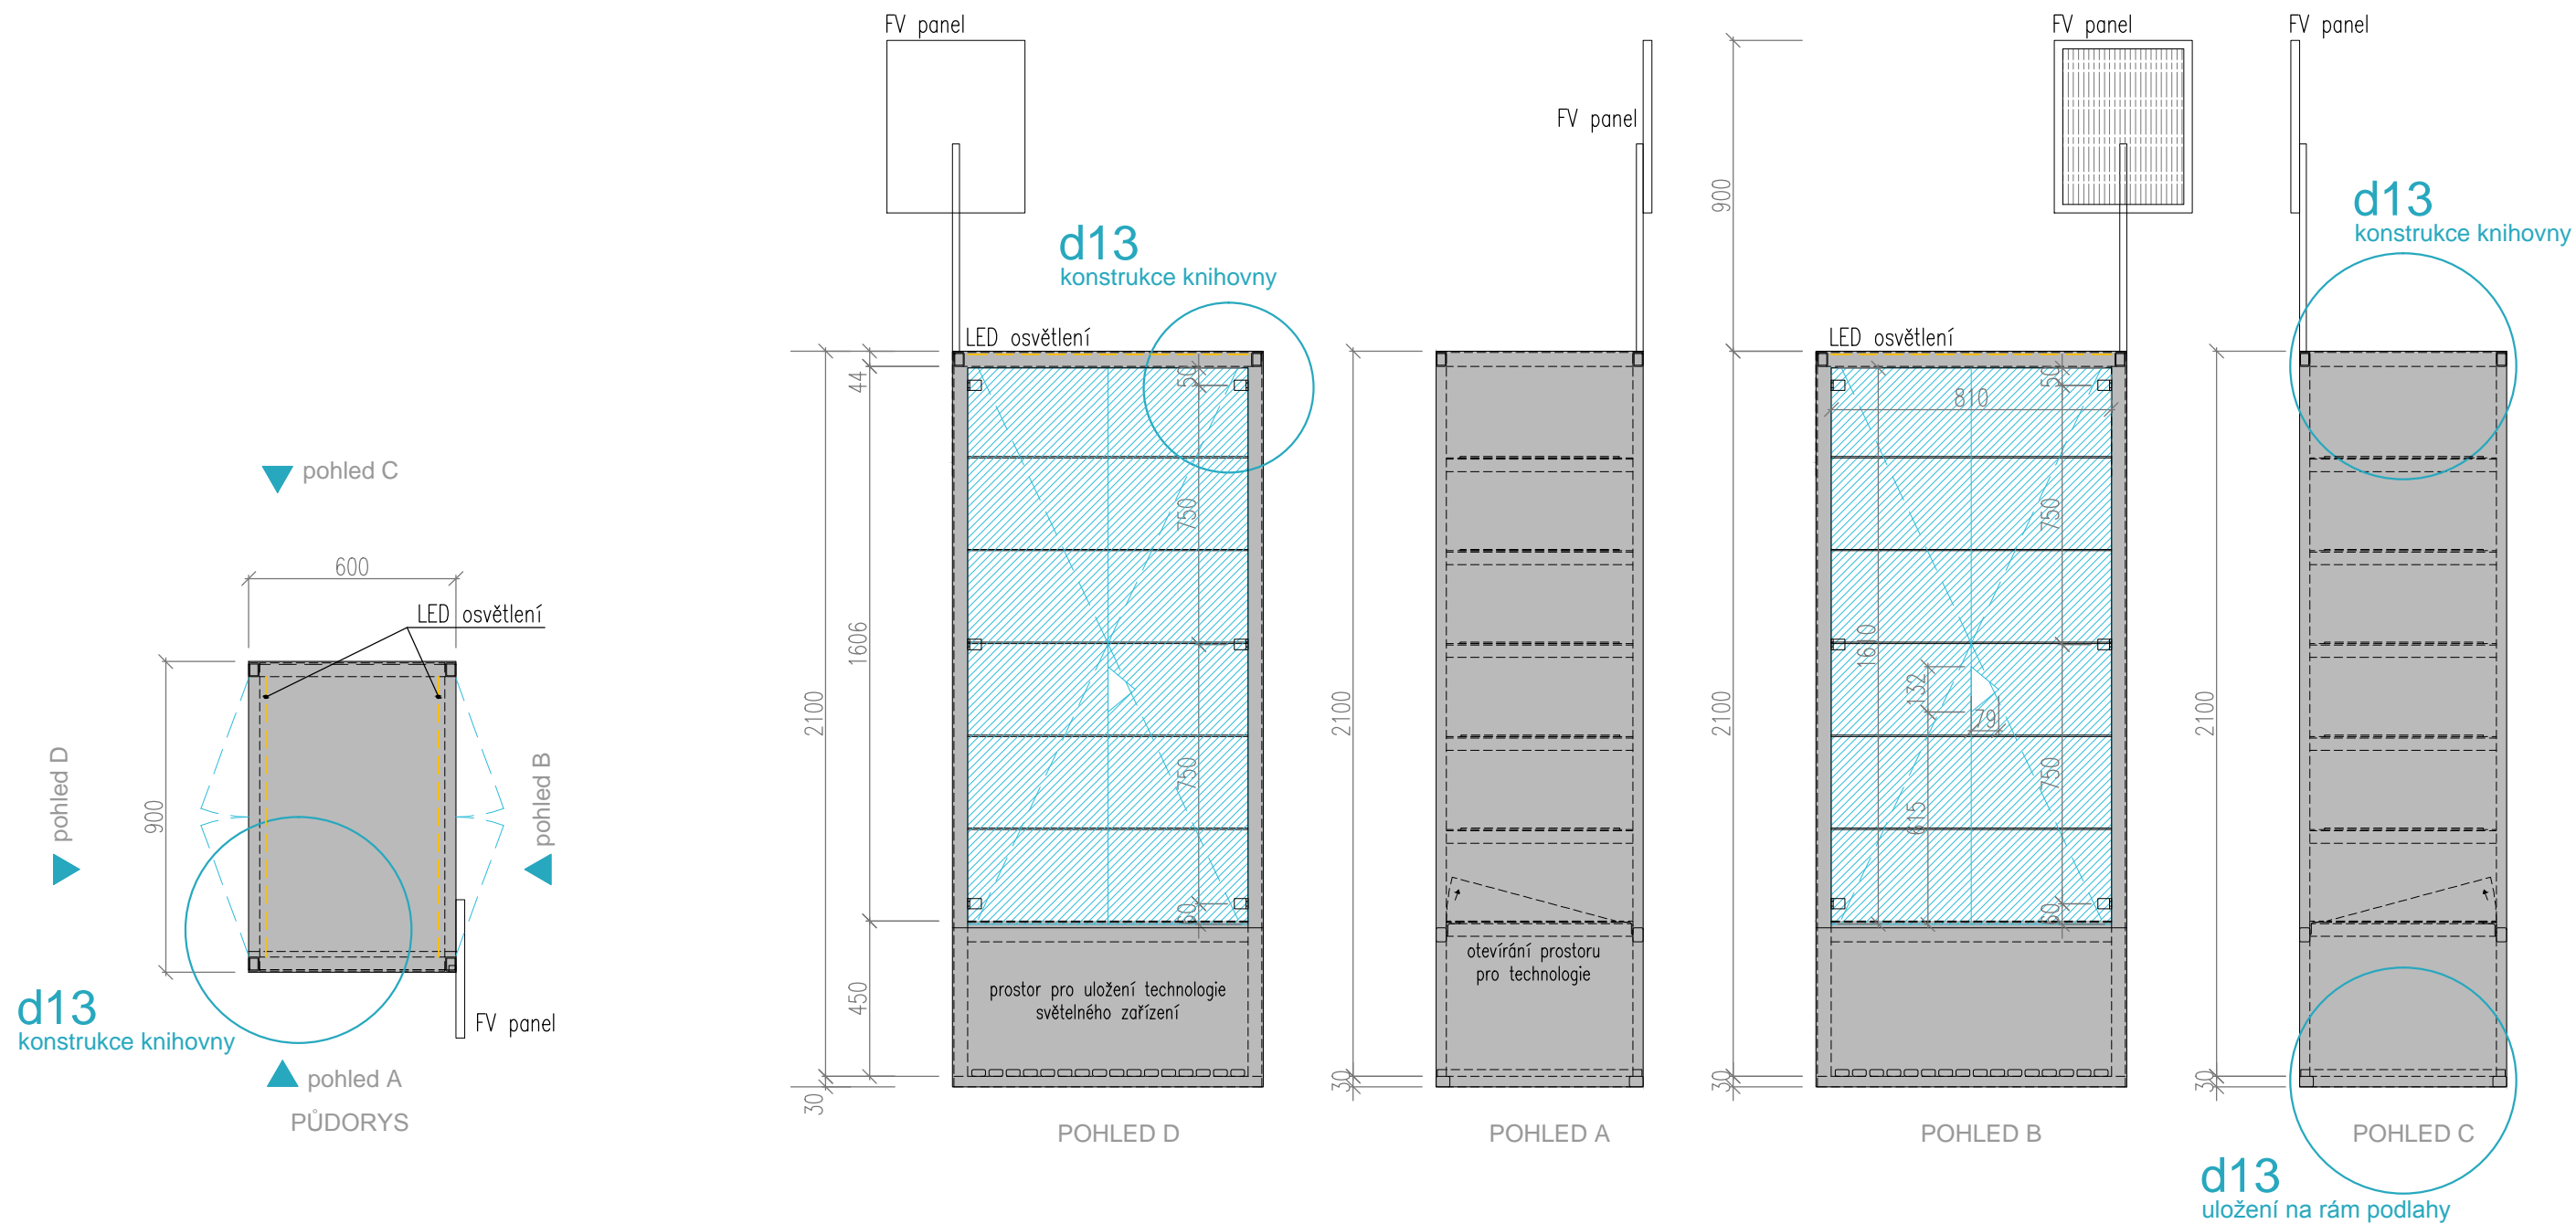 pohled C
600
LED osvětlení
900
pohled D
pohled B
d13
konstrukce knihovny
FV panel
pohled A
PŮDORYS
FV panel
d13
konstrukce knihovny
LED osvětlení
44
50
1606
750
2100
750
50
450
prostor pro uložení technologie
světelného zařízení
30
POHLED D
FV panel
2100
otevírání prostoru
pro technologie
30
POHLED A
FV panel
900
LED osvětlení
50
810
750
1610
132
79
2100
750
615
50
30
POHLED B
FV panel
d13
konstrukce knihovny
2100
30
POHLED C
d13
uložení na rám podlahy